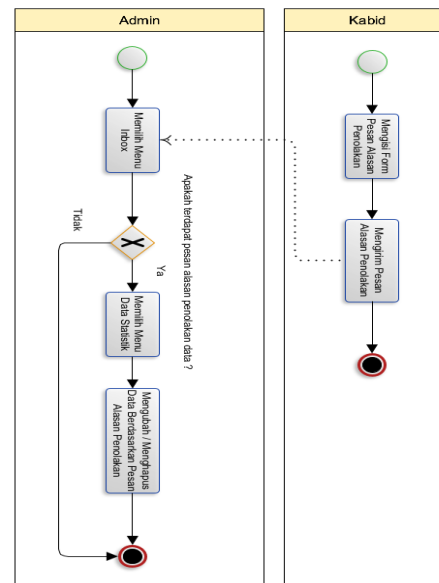 Admin
Kabid
Memilih Menu
Inbox
Apakah terdapat pesan alasan penolakan data ?
Tidak
Ya
Memilih Menu
Data Statistik
Mengubah / Menghapus
Data Berdasarkan Pesan
Alasan Penolakan
Mengisi Form
Pesan Alasan
Penolakan
Mengirim Pesan
Alasan Penolakan